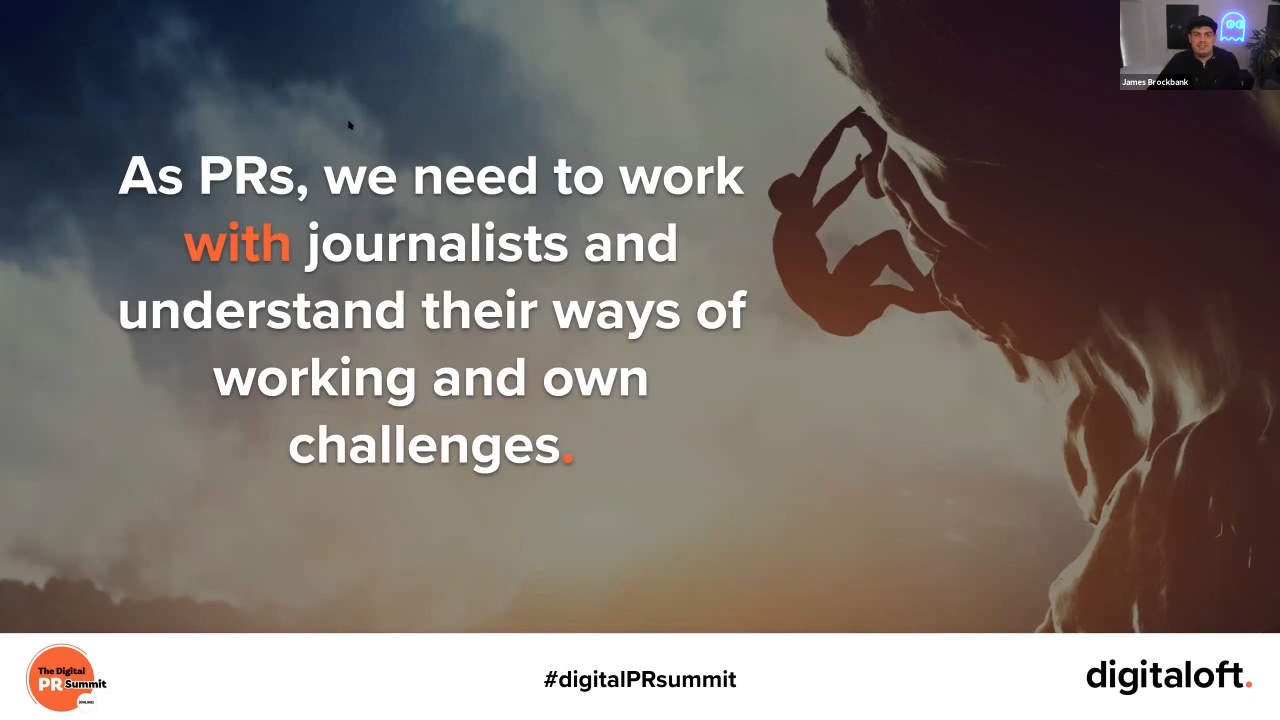 James Brockbank
As PRs, we need to work
with journalists and
understand their ways of
working and own
challenges.
The Digital
PR Summit
(ONLINE)
#digitalPRsummit
digitaloft.